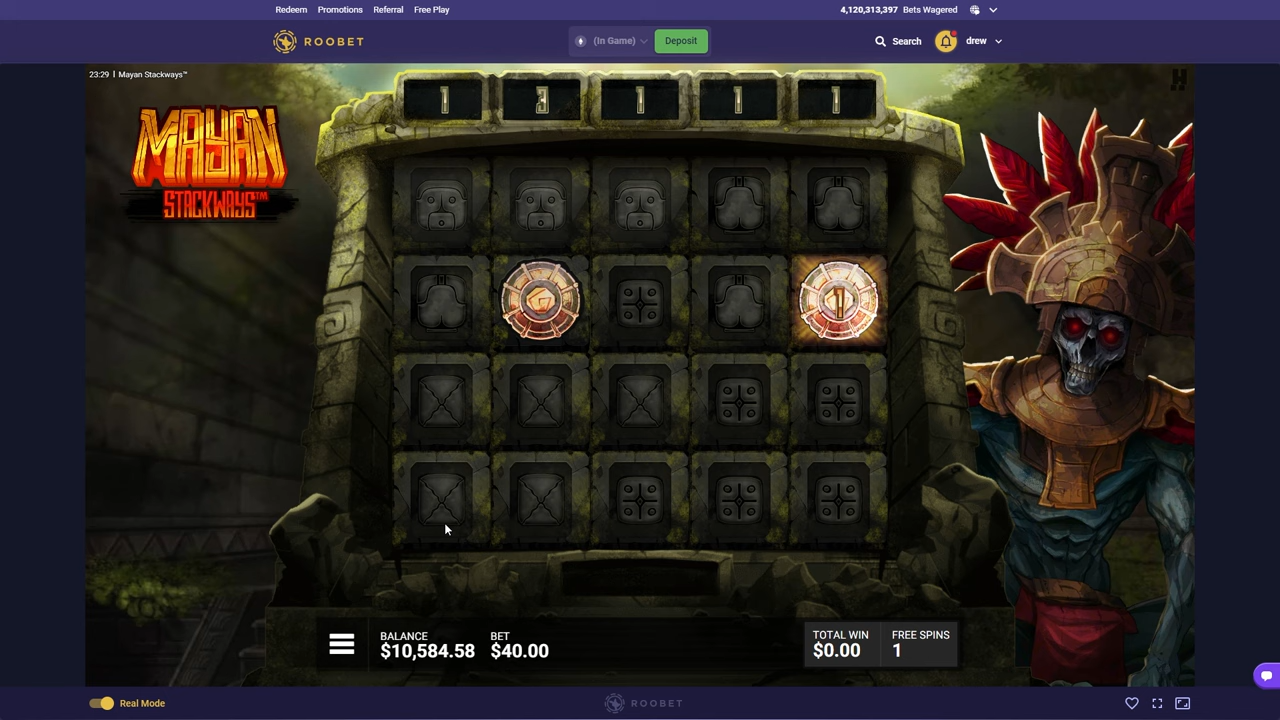 Redeem Promotions Referral Free Play
4,120,313,397 Bets Wagered
ROOBET
(In Game)
Deposit
Search
drew
23:29 | Mayan Stackways™
MAYAN
STACKWAYS™
1 1 1 1
1
BALANCE
$10,584.58
BET
$40.00
TOTAL WIN
$0.00
FREE SPINS
1
Real Mode
ROOBET